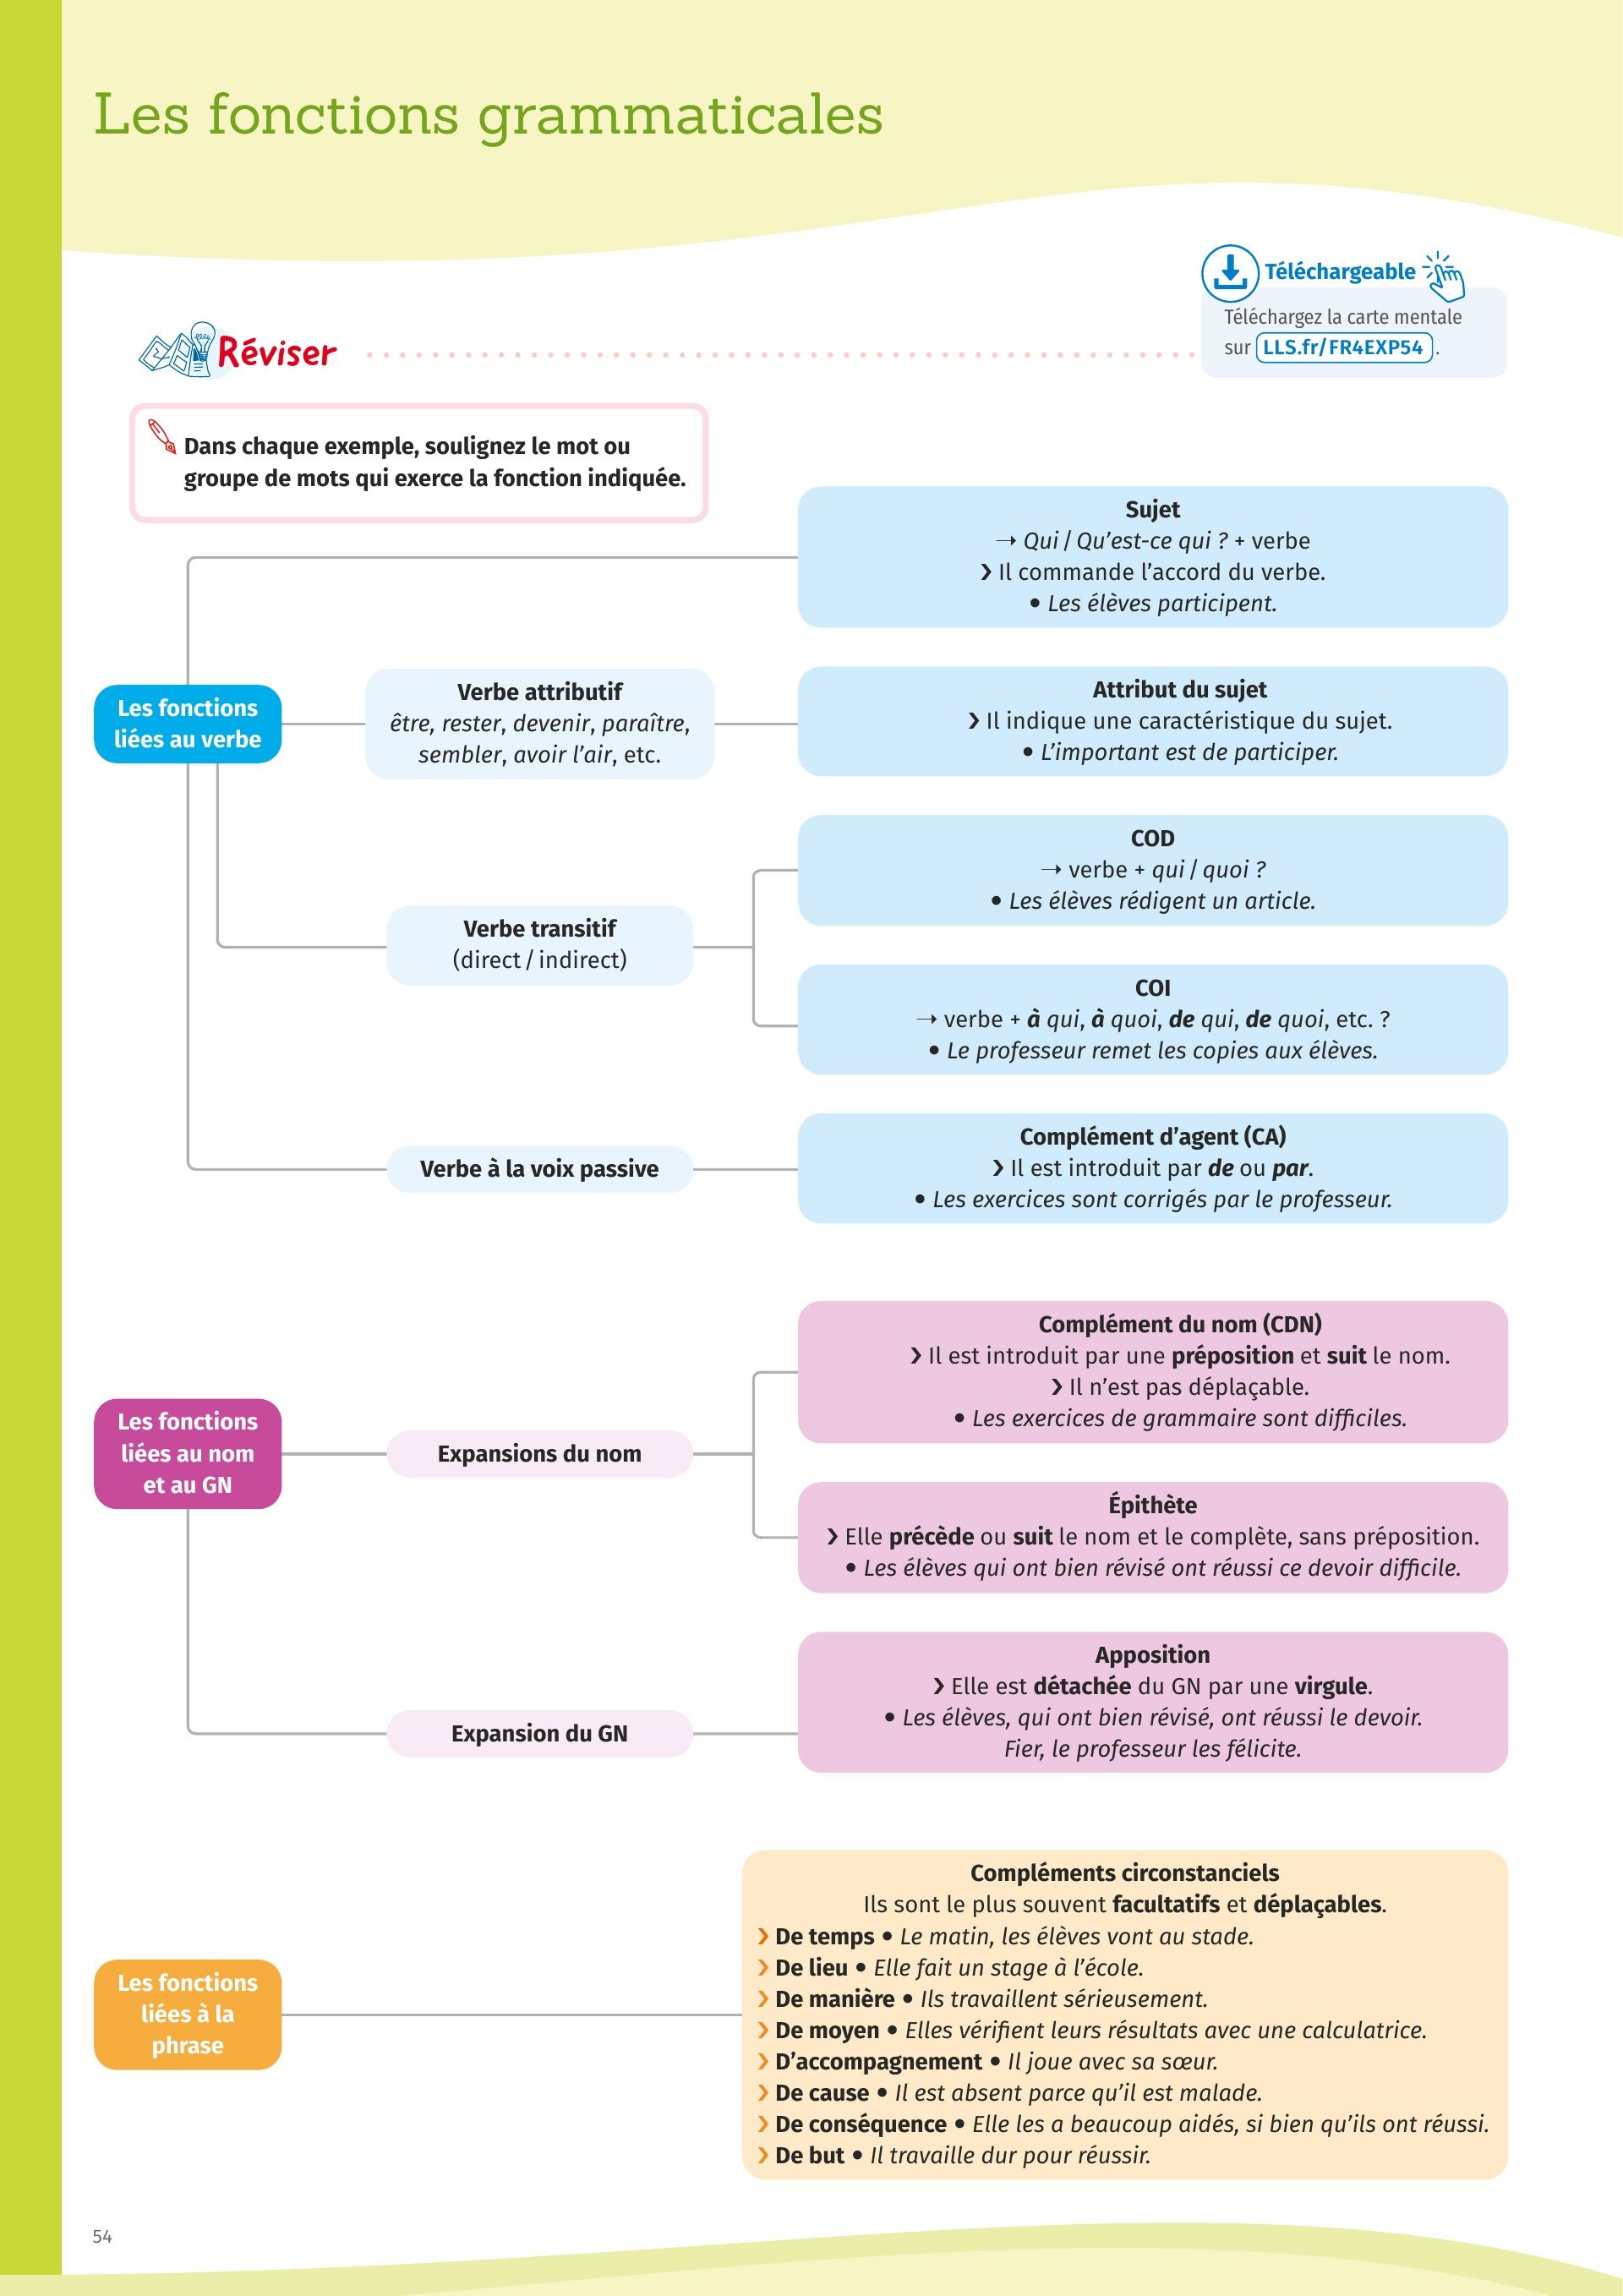 Les fonctions grammaticales
Téléchargeable
Téléchargez la carte mentale
sur LLS.fr/FR4EXP54 .
Réviser
Dans chaque exemple, soulignez le mot ou
groupe de mots qui exerce la fonction indiquée.
Les fonctions
liées au verbe
Sujet
→ Qui / Qu’est-ce qui ? + verbe
❯ Il commande l’accord du verbe.
• Les élèves participent.
Verbe attributif
être, rester, devenir, paraître,
sembler, avoir l’air, etc.
Attribut du sujet
❯ Il indique une caractéristique du sujet.
• L’important est de participer.
Verbe transitif
(direct / indirect)
COD
→ verbe + qui / quoi ?
• Les élèves rédigent un article.
COI
→ verbe + à qui, à quoi, de qui, de quoi, etc. ?
• Le professeur remet les copies aux élèves.
Verbe à la voix passive
Complément d’agent (CA)
❯ Il est introduit par de ou par.
• Les exercices sont corrigés par le professeur.
Les fonctions
liées au nom
et au GN
Expansions du nom
Complément du nom (CDN)
❯ Il est introduit par une préposition et suit le nom.
❯ Il n’est pas déplaçable.
• Les exercices de grammaire sont difficiles.
Épithète
❯ Elle précède ou suit le nom et le complète, sans préposition.
• Les élèves qui ont bien révisé ont réussi ce devoir difficile.
Expansion du GN
Apposition
❯ Elle est détachée du GN par une virgule.
• Les élèves, qui ont bien révisé, ont réussi le devoir.
Fier, le professeur les félicite.
Les fonctions
liées à la
phrase
Compléments circonstanciels
Ils sont le plus souvent facultatifs et déplaçables.
❯ De temps • Le matin, les élèves vont au stade.
❯ De lieu • Elle fait un stage à l’école.
❯ De manière • Ils travaillent sérieusement.
❯ De moyen • Elles vérifient leurs résultats avec une calculatrice.
❯ D’accompagnement • Il joue avec sa sœur.
❯ De cause • Il est absent parce qu’il est malade.
❯ De conséquence • Elle les a beaucoup aidés, si bien qu’ils ont réussi.
❯ De but • Il travaille dur pour réussir.
54